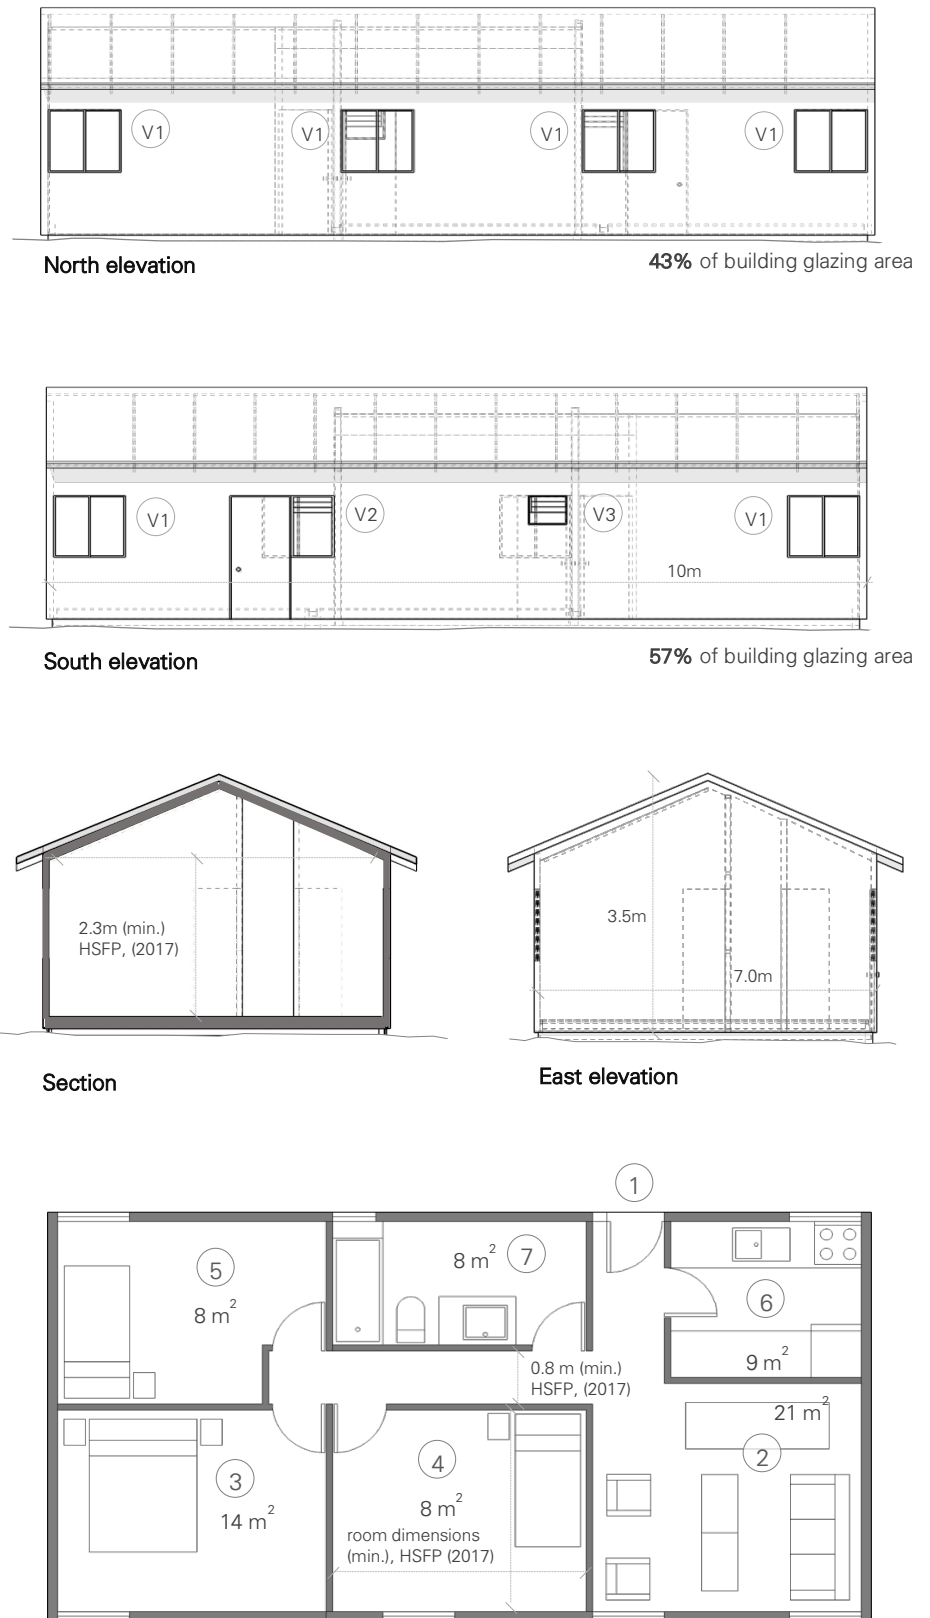 V1
V1
V1
V1
North elevation
43% of building glazing area
V1
V2
V3
V1
10m
South elevation
57% of building glazing area
2.3m (min.)
HSFP, (2017)
3.5m
7.0m
Section
East elevation
1
5
8 m²
8 m²
7
6
9 m²
0.8 m (min.)
HSFP, (2017)
21 m²
2
3
14 m²
4
8 m²
room dimensions
(min.), HSFP (2017)